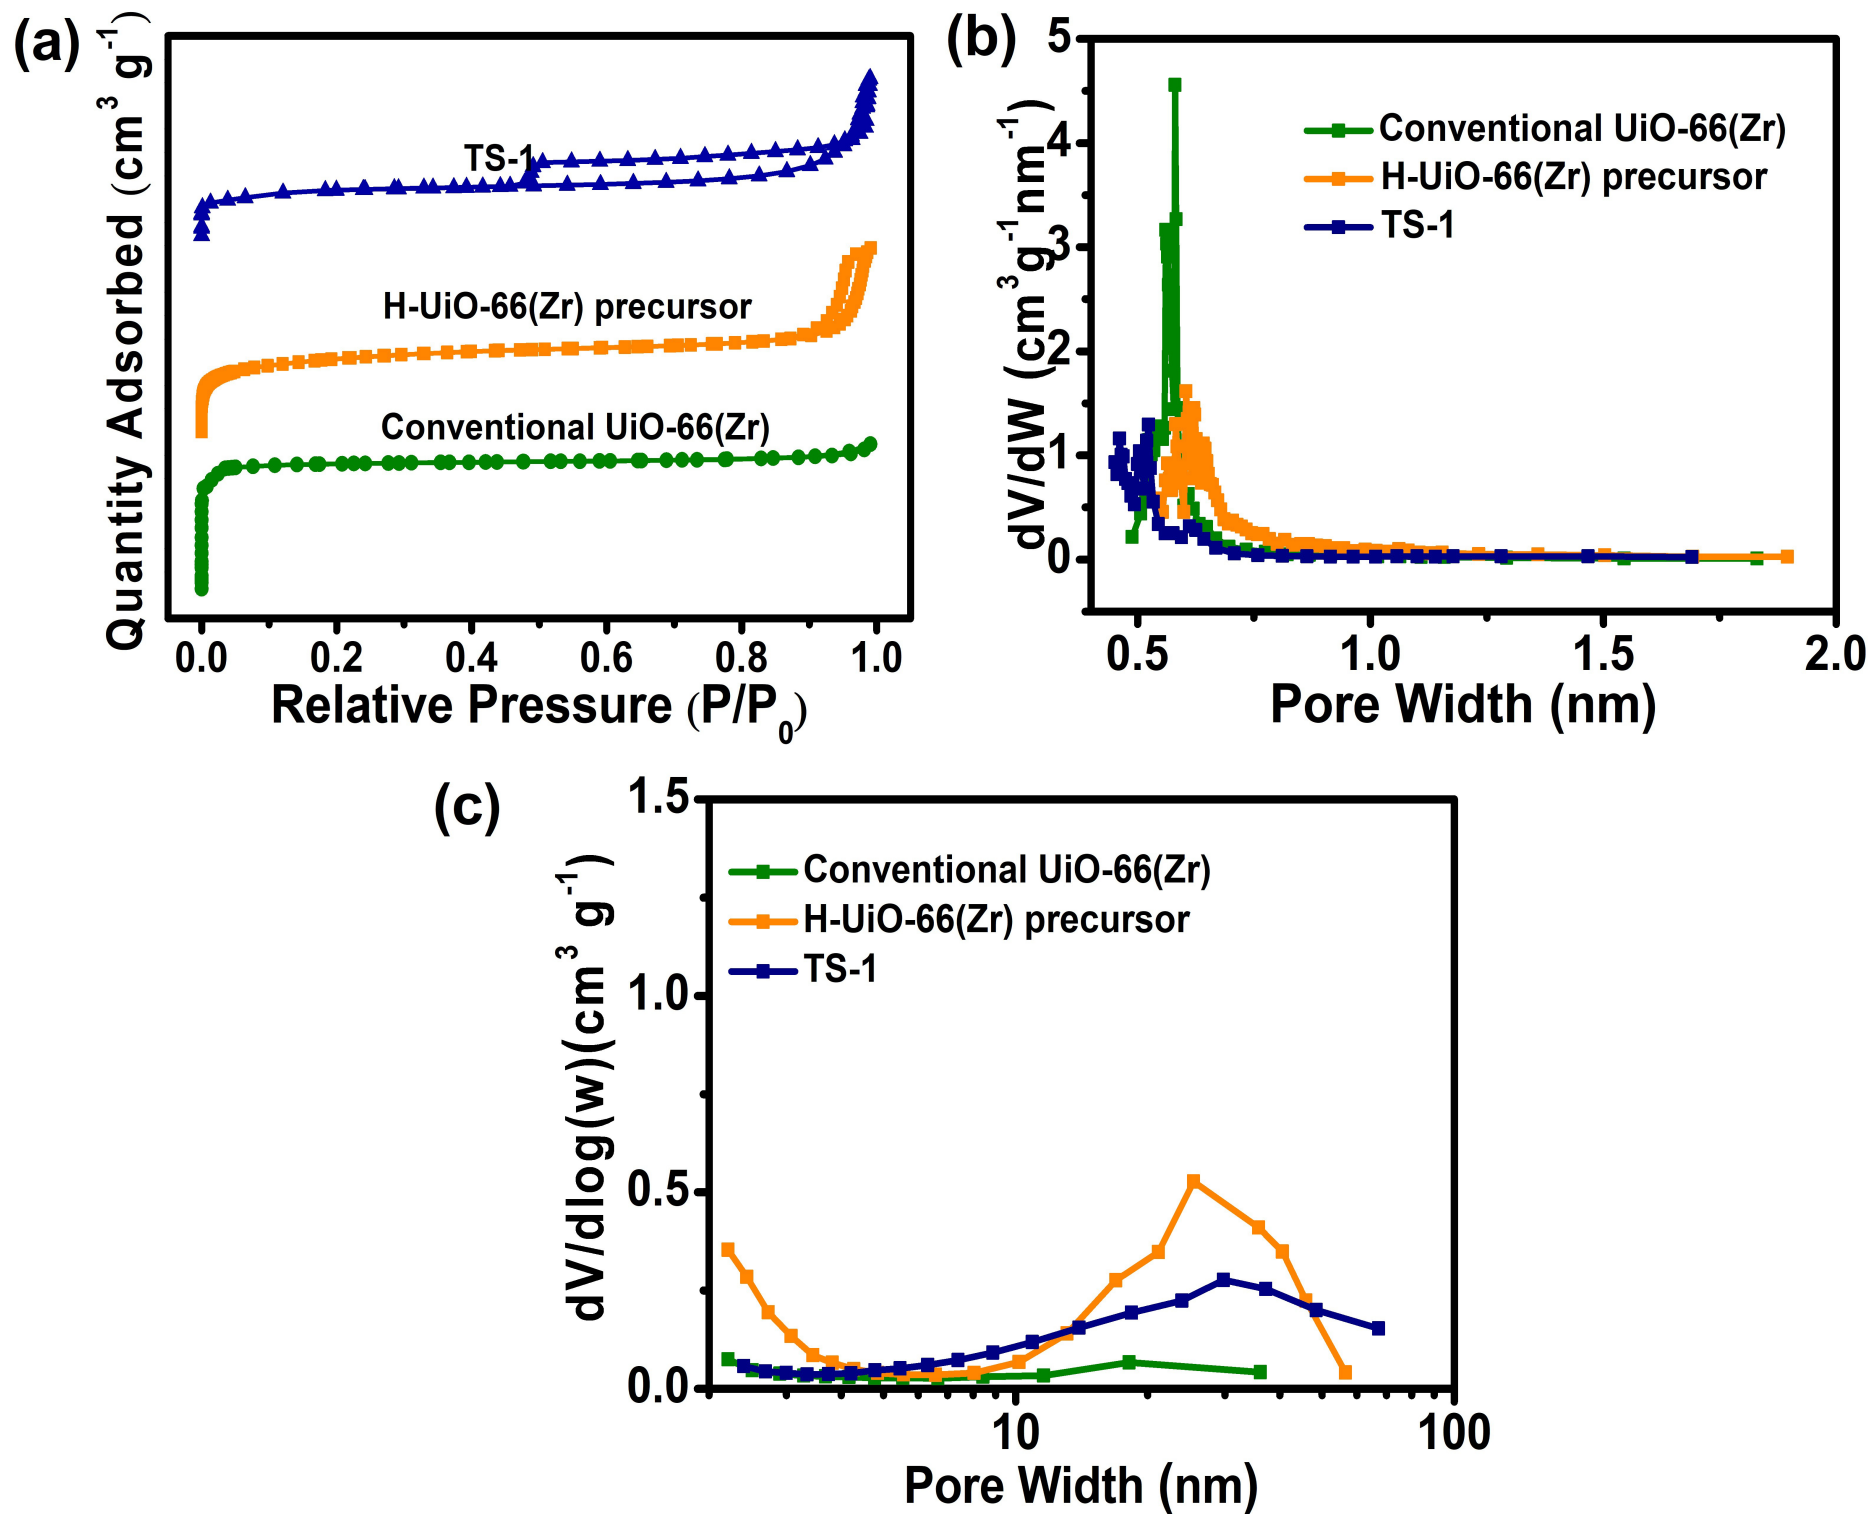 (a)
Quantity Adsorbed (cm³ g⁻¹)
TS-1
H-UiO-66(Zr) precursor
Conventional UiO-66(Zr)
0.0 0.2 0.4 0.6 0.8 1.0
Relative Pressure (P/P₀)
(b)
dV/dW (cm³g⁻¹nm⁻¹)
5
4
3
2
1
0
Conventional UiO-66(Zr)
H-UiO-66(Zr) precursor
TS-1
0.5 1.0 1.5 2.0
Pore Width (nm)
(c)
dV/dlog(w)(cm³ g⁻¹)
1.5
1.0
0.5
0.0
Conventional UiO-66(Zr)
H-UiO-66(Zr) precursor
TS-1
10 100
Pore Width (nm)